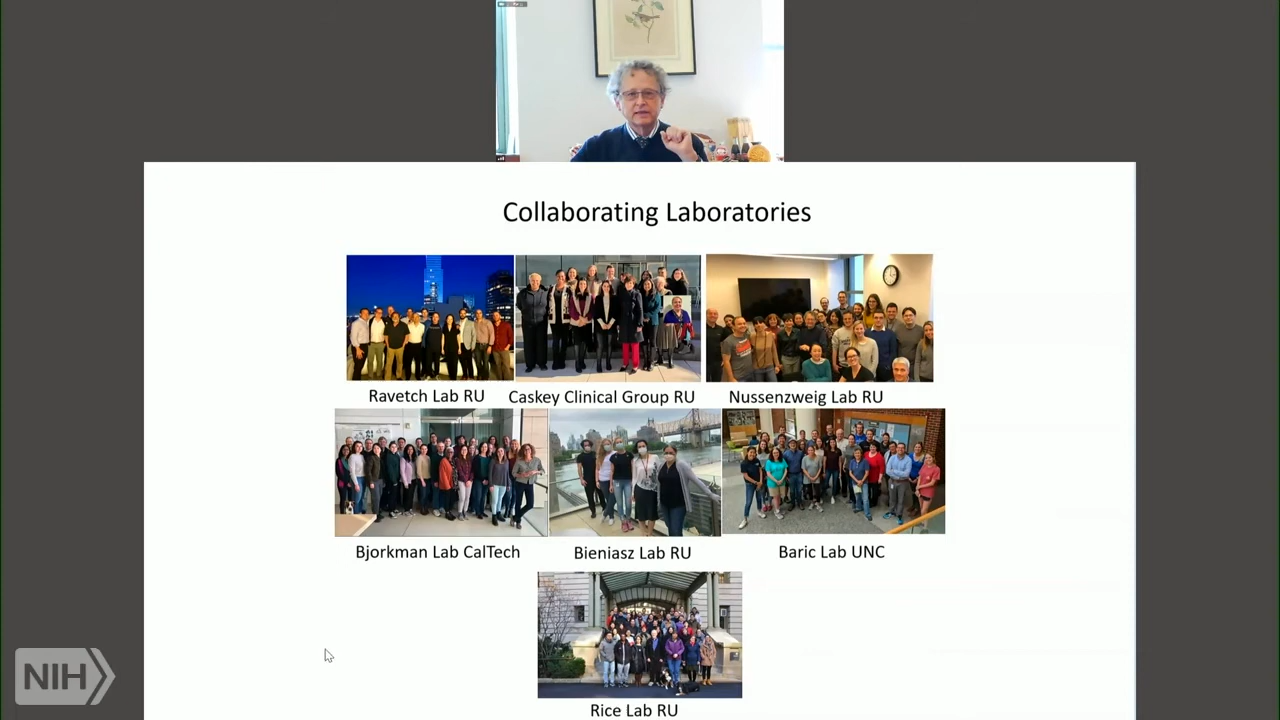 Collaborating Laboratories
Ravetch Lab RU
Caskey Clinical Group RU
Nussenzweig Lab RU
Bjorkman Lab CalTech
Bieniasz Lab RU
Baric Lab UNC
Rice Lab RU
NIH